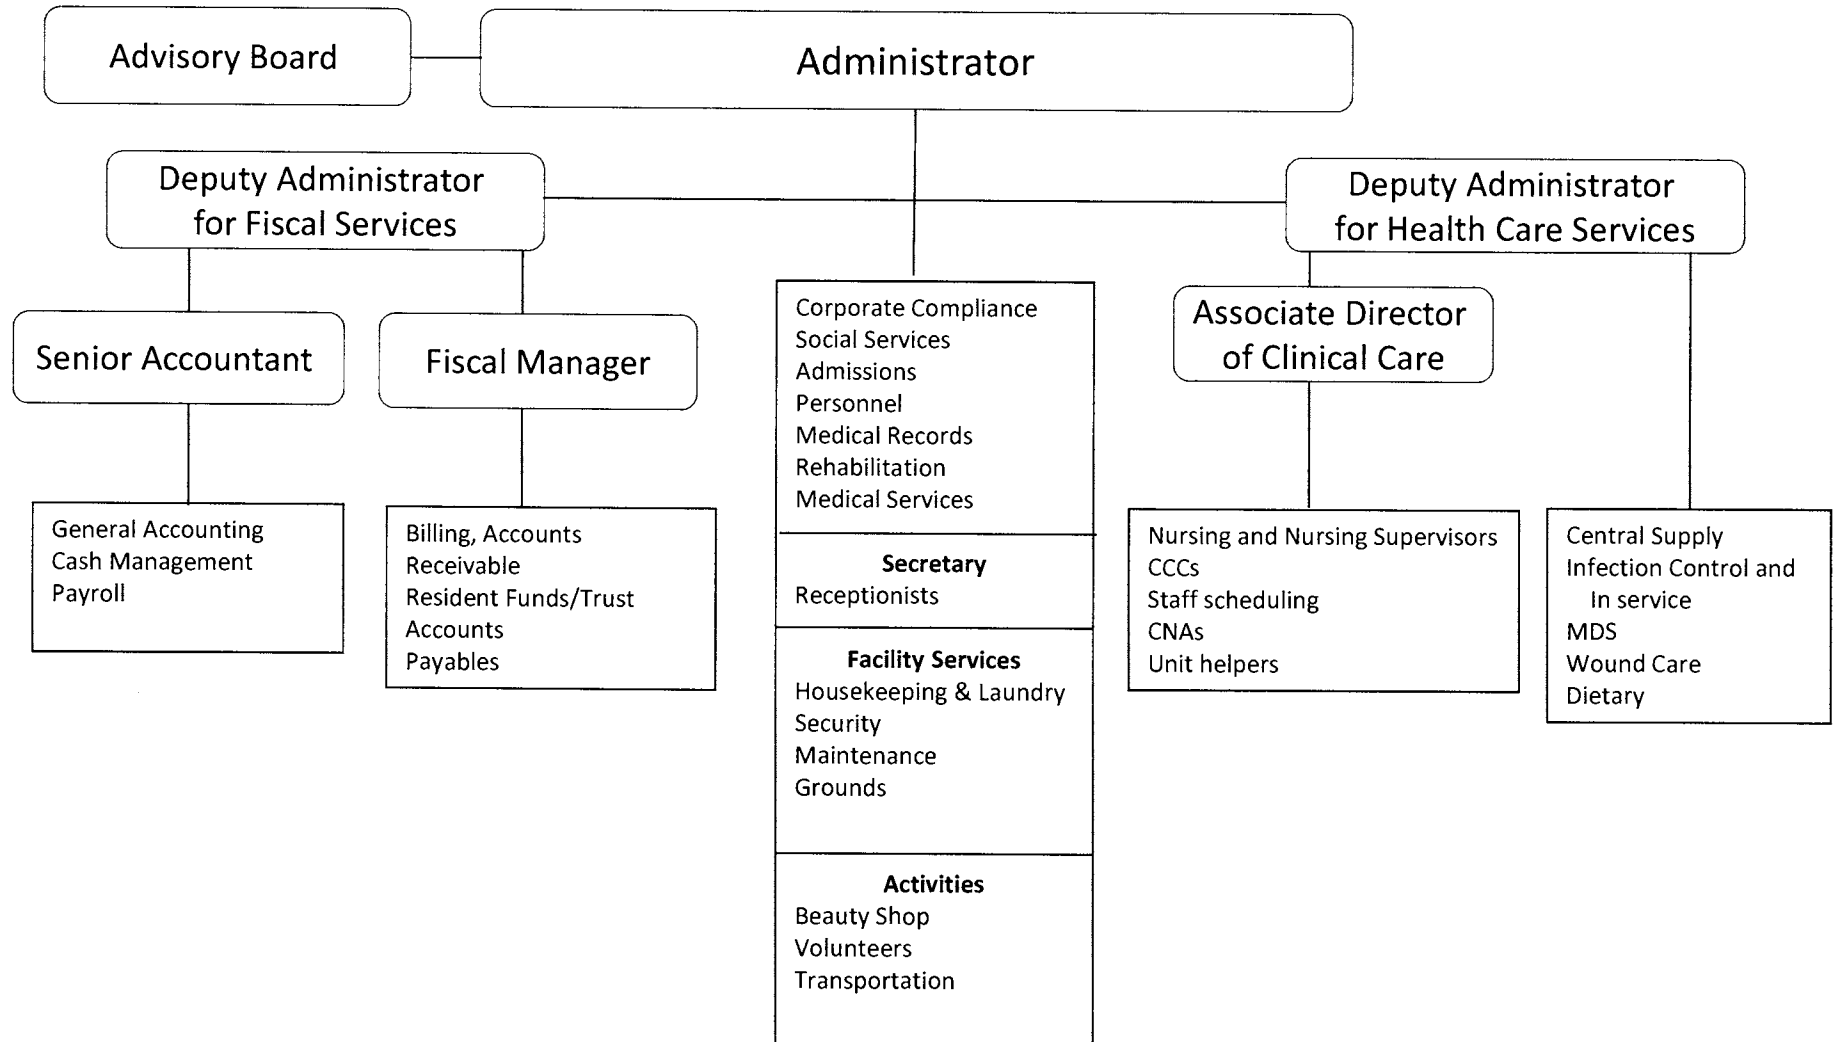 Advisory Board
Administrator
Deputy Administrator
for Fiscal Services
Deputy Administrator
for Health Care Services
Senior Accountant
Fiscal Manager
Corporate Compliance
Social Services
Admissions
Personnel
Medical Records
Rehabilitation
Medical Services
Secretary
Receptionists
Facility Services
Housekeeping & Laundry
Security
Maintenance
Grounds
Activities
Beauty Shop
Volunteers
Transportation
Associate Director
of Clinical Care
General Accounting
Cash Management
Payroll
Billing, Accounts
Receivable
Resident Funds/Trust
Accounts
Payables
Nursing and Nursing Supervisors
CCCs
Staff scheduling
CNAs
Unit helpers
Central Supply
Infection Control and
In service
MDS
Wound Care
Dietary